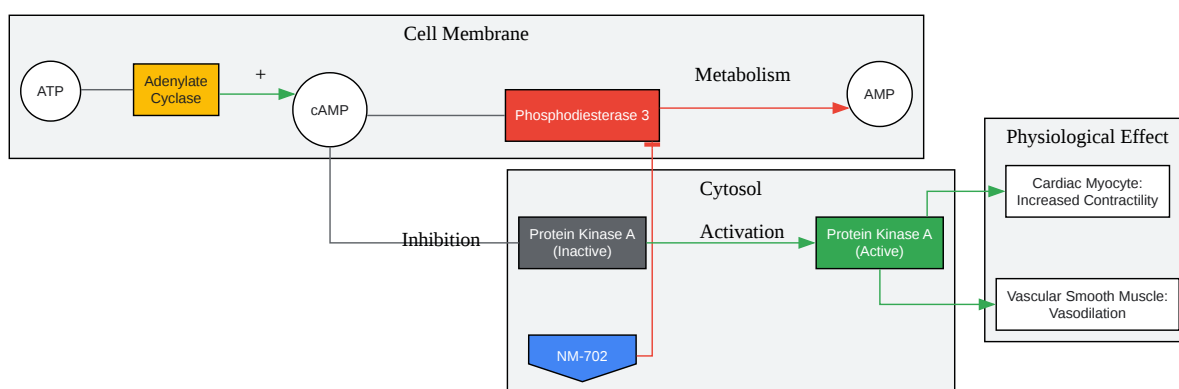 Cell Membrane
ATP
Adenylate
Cyclase
+
cAMP
Phosphodiesterase 3
Metabolism
AMP
Physiological Effect
Cardiac Myocyte:
Increased Contractility
Vascular Smooth Muscle:
Vasodilation
Cytosol
Inhibition
Protein Kinase A
(Inactive)
Activation
Protein Kinase A
(Active)
NM-702